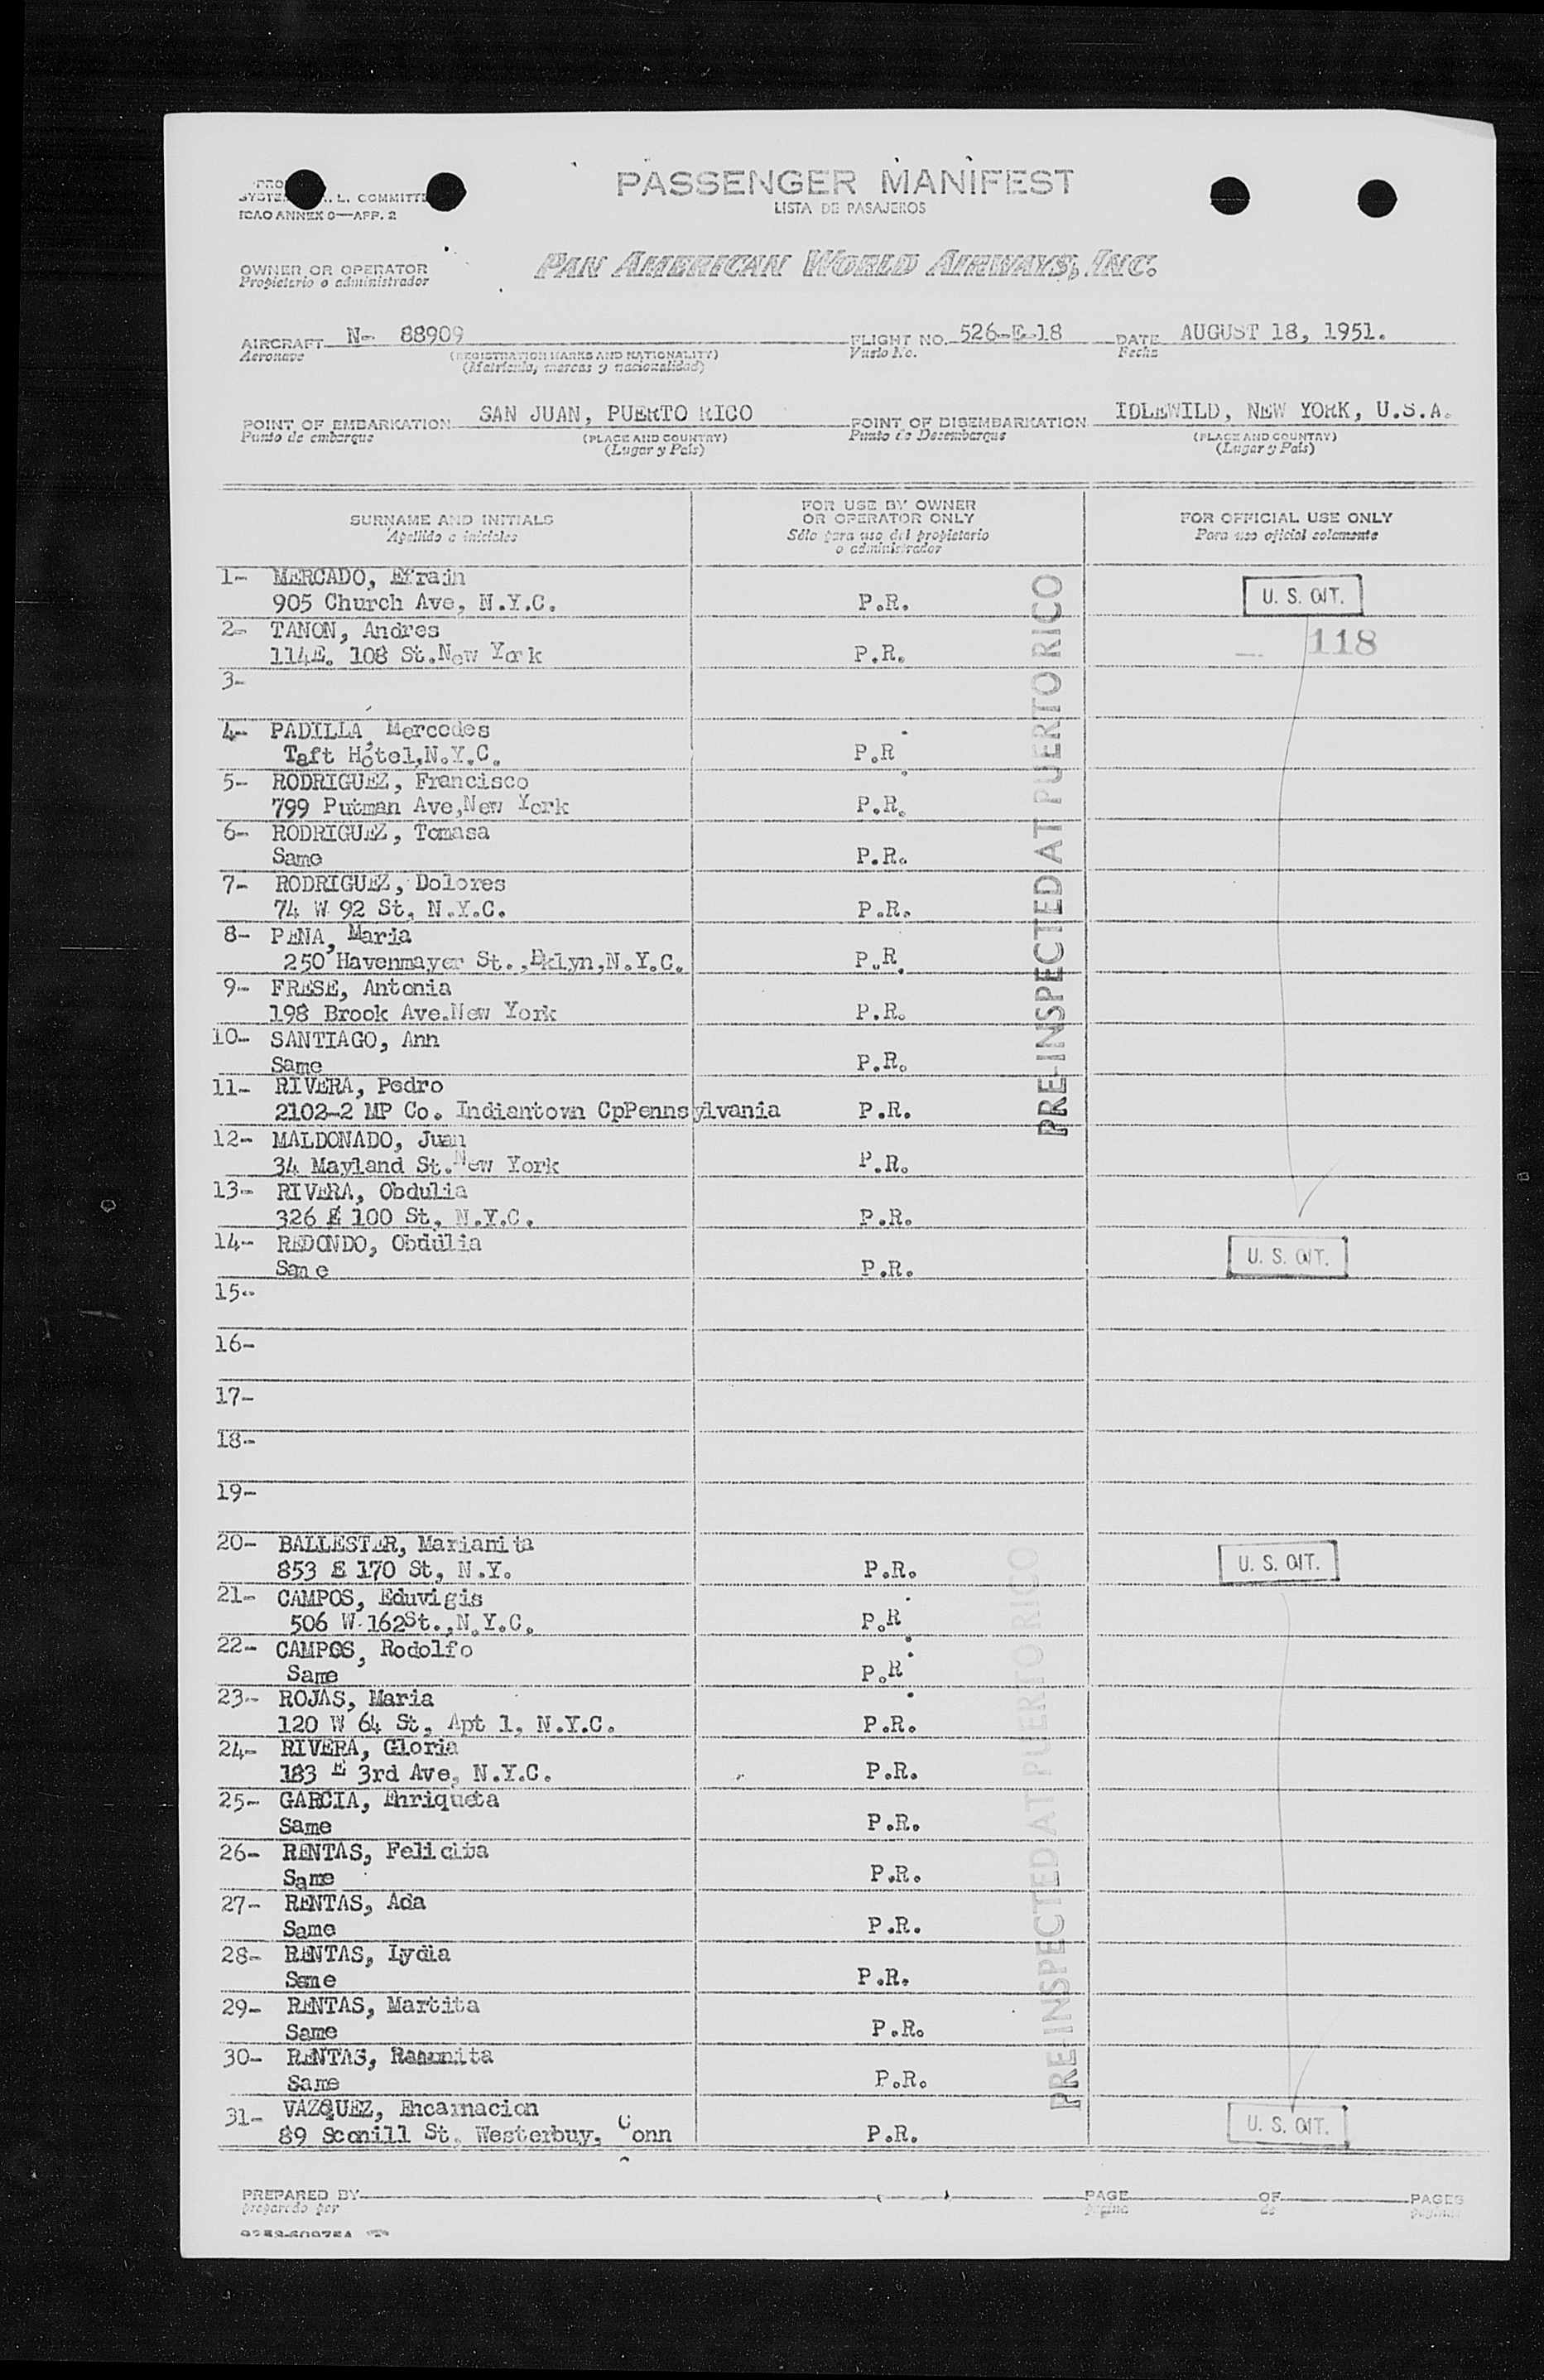 COMMITTE
ICAO ANNEX 9—APP. 2
PASSENGER MANIFEST
LISTA DE PASAJEROS
OWNER OR OPERATOR
Propietario o administrador
PAN AMERICAN WORLD AIRWAYS, INC.
AIRCRAFT N- 88909 FLIGHT NO. 526-E-18 DATE AUGUST 18, 1951.
Aeronave (REGISTRATION MARKS AND NATIONALITY) Vuelo No. Fecha
(Matrícula, marcas y nacionalidad)
POINT OF EMBARKATION SAN JUAN, PUERTO RICO POINT OF DISEMBARKATION IDLEWILD, NEW YORK, U.S.A.
Punto de embarque (PLACE AND COUNTRY) Punto de Desembarque (PLACE AND COUNTRY)
(Lugar y País) (Lugar y País)
SURNAME AND INITIALS
Apellido e iniciales
FOR USE BY OWNER
OR OPERATOR ONLY
Sólo para uso del propietario
o administrador
FOR OFFICIAL USE ONLY
Para uso oficial solamente
1- MERCADO, Efrain
905 Church Ave, N.Y.C. P.R. U. S. CIT.
2- TANON, Andres
114E. 108 St.New York P.R. 118
3-
4- PADILLA, Mercedes
Taft Hotel,N.Y.C. P.R.
5- RODRIGUEZ, Francisco
799 Putman Ave,New York P.R.
6- RODRIGUEZ, Tomasa
Same P.R.
7- RODRIGUEZ, Dolores
74 W 92 St, N.Y.C. P.R.
8- PENA, Maria
250 Havenmayer St.,Bklyn,N.Y.C. P.R.
9- FRESE, Antonia
198 Brook Ave.New York P.R.
10- SANTIAGO, Ann
Same P.R.
11- RIVERA, Pedro
2102-2 MP Co. Indiantown CpPennsylvania P.R.
PRE-INSPECTED AT PUERTO RICO
12- MALDONADO, Juan
34 Mayland St.New York P.R.
13- RIVERA, Obdulia
326 E 100 St, N.Y.C. P.R.
14- REDONDO, Obdulia
Same P.R. U. S. CIT.
15-
16-
17-
18-
19-
20- BALLESTER, Marianita
853 E 170 St, N.Y. P.R. U. S. CIT.
21- CAMPOS, Eduvigis
506 W 162St.,N.Y.C. P.R.
22- CAMPOS, Rodolfo
Same P.R.
23- ROJAS, Maria
120 W 64 St, Apt 1, N.Y.C. P.R.
24- RIVERA, Gloria
183 E 3rd Ave, N.Y.C. P.R.
25- GARCIA, Enriqueta
Same P.R.
26- RENTAS,
Same P.R.
27- RENTAS, Ada
Same P.R.
28- RENTAS, Lydia
Same P.R.
29- RENTAS, Martita
Same P.R.
30- RENTAS, Ramonita
Same P.R.
PRE-INSPECTED AT PUERTO RICO
31- VAZQUEZ, Encarnacion
89 Sconill St. Westerbuy, Conn P.R. U. S. CIT.
PREPARED BY PAGE OF PAGES
preparado por página de páginas